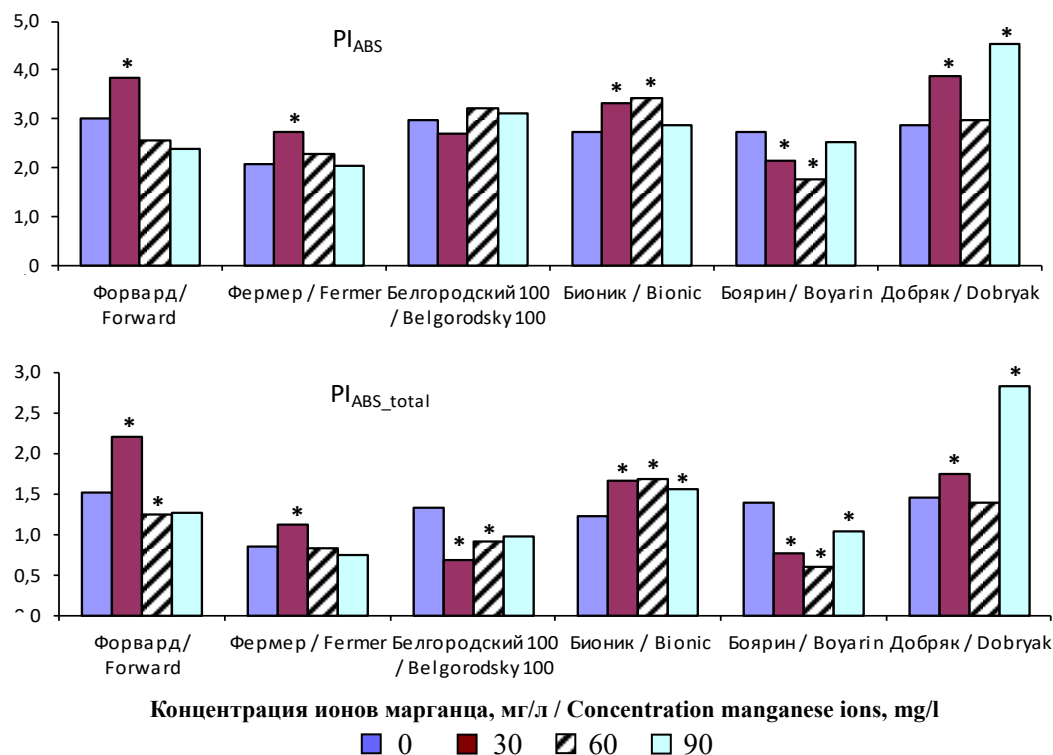 5,0
PI_ABS
4,0
3,0
2,0
1,0
0
* * * * * * * * *
Форвард / Фермер / Fermer Белгородский 100 Бионик / Bionic Боярин / Boyarin Добряк / Dobryak
Forward / Belgorodsky 100
3,0
PI_ABS_total
2,5
2,0
1,5
1,0
0,5
0
* * * * * * * * * * * * * *
Форвард / Фермер / Fermer Белгородский 100 Бионик / Bionic Боярин / Boyarin Добряк / Dobryak
Forward / Belgorodsky 100
Концентрация ионов марганца, мг/л / Concentration manganese ions, mg/l
0 30 60 90